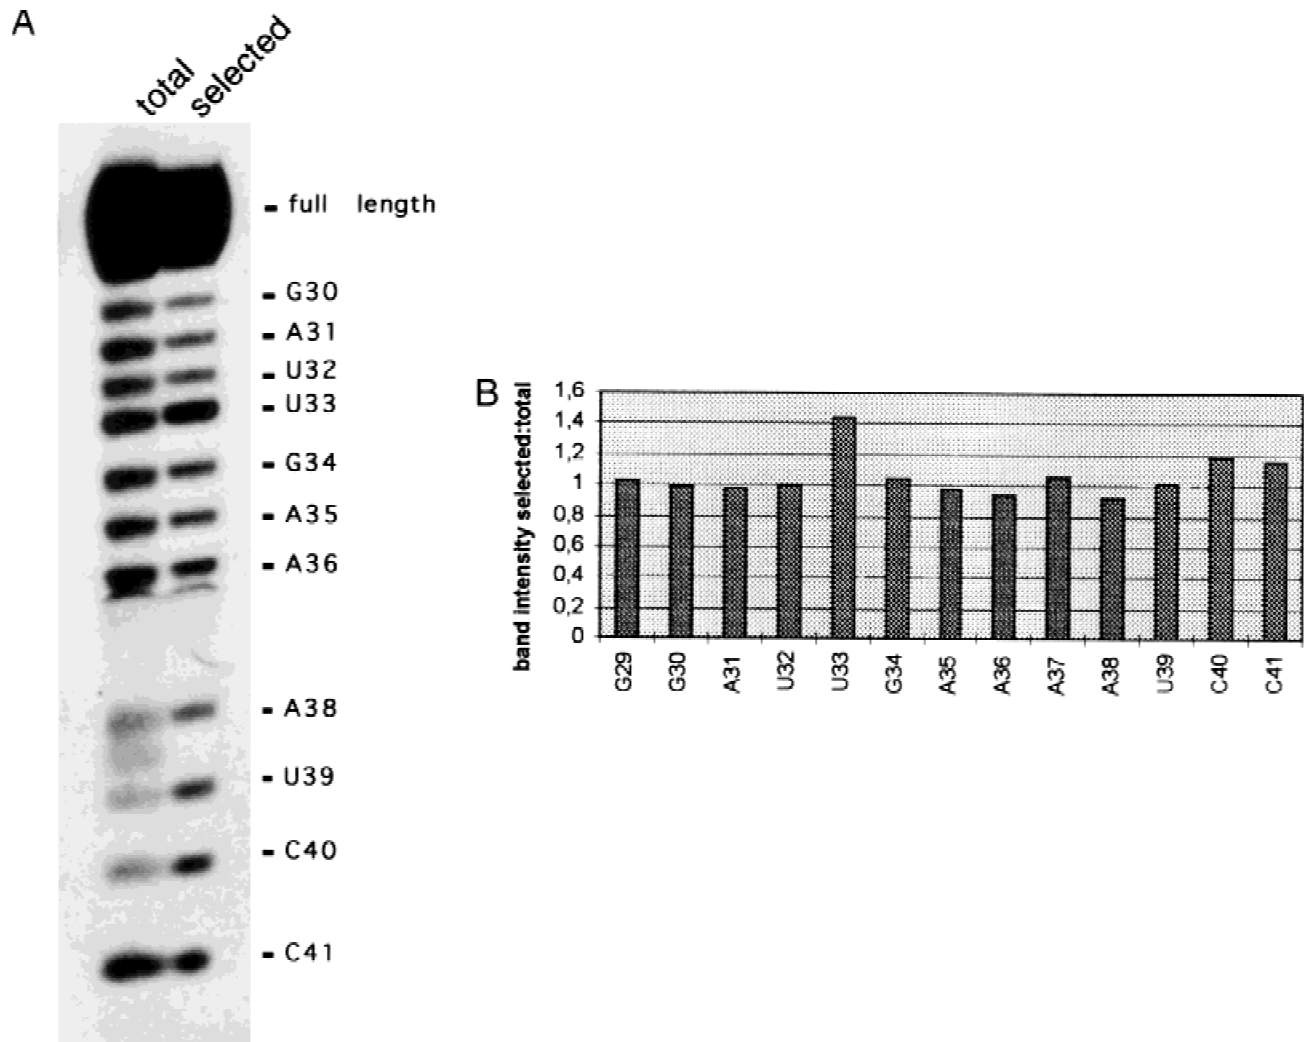 A
total
selected
- full length
- G30
- A31
- U32
- U33
- G34
- A35
- A36
- A38
- U39
- C40
- C41
B
band intensity selected:total
1,6
1,4
1,2
1
0,8
0,6
0,4
0,2
0
G29 G30 A31 U32 U33 G34 A35 A36 A37 A38 U39 C40 C41